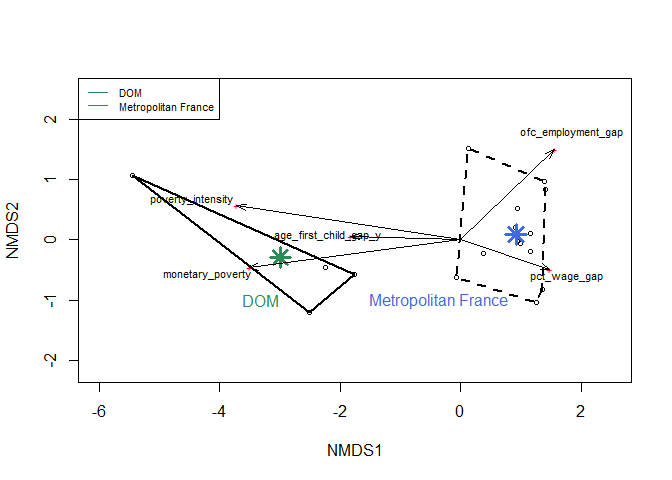 DOM
Metropolitan France
ofc_employment_gap
poverty_intensity
age_first_child_gap_y
monetary_poverty
pct_wage_gap
DOM
Metropolitan France
NMDS2
2
1
0
-1
-2
-6
-4
-2
0
2
NMDS1